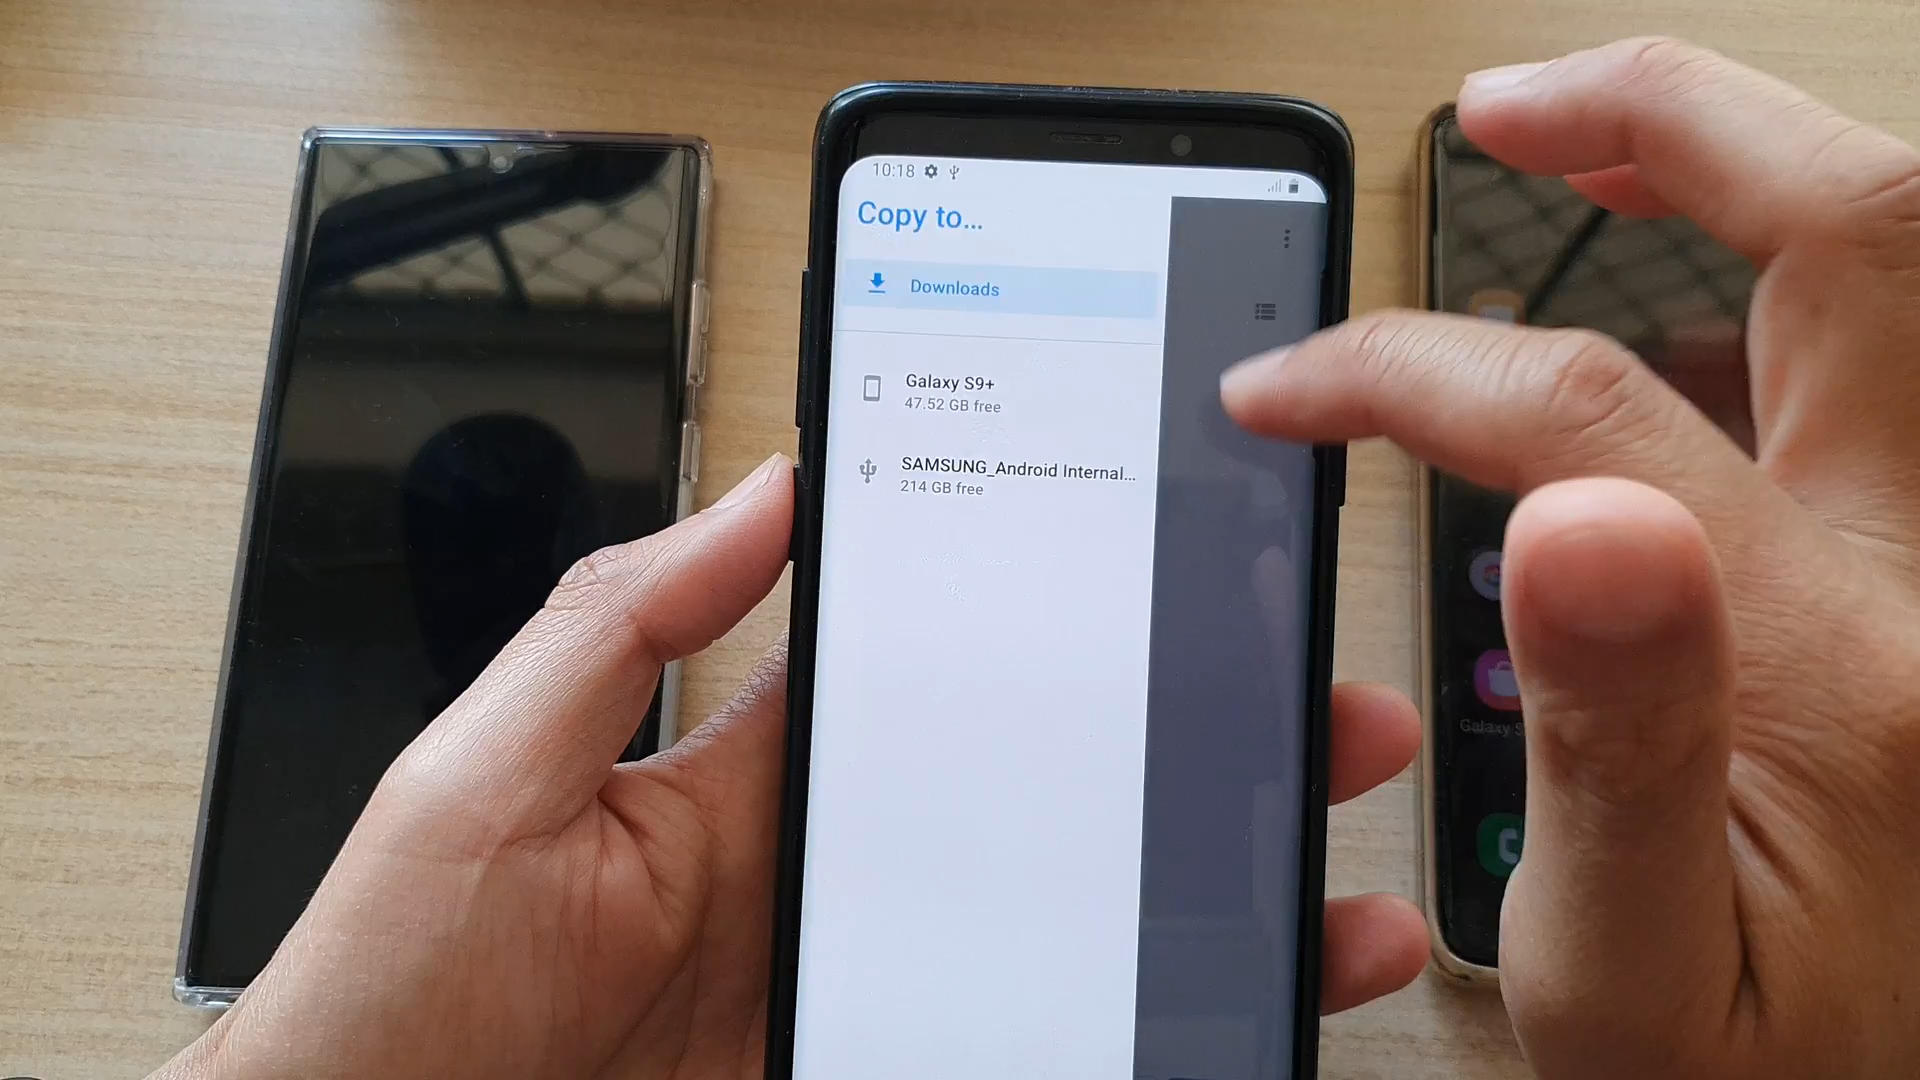 10:18
Copy to...
Downloads
Galaxy S9+
47.52 GB free
SAMSUNG_Android Internal...
214 GB free
Galaxy